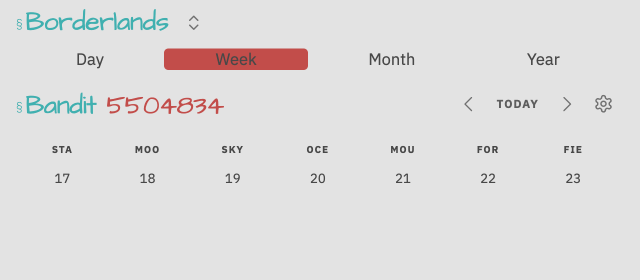 § Borderlands
Day Week Month Year
§ Bandit 5504834 TODAY
STA MOO SKY OCE MOU FOR FIE
17 18 19 20 21 22 23